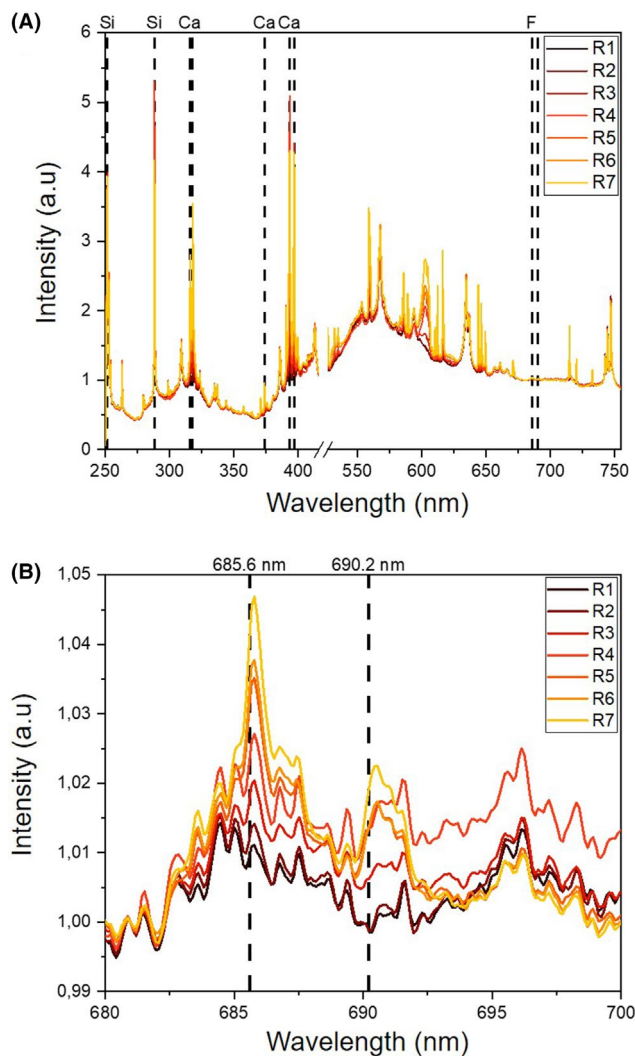 (A)
Si Si Ca Ca Ca F
6
5
4
3
2
1
0
Intensity (a.u)
R1
R2
R3
R4
R5
R6
R7
250 300 350 400 550 600 650 700 750
Wavelength (nm)
(B)
685.6 nm 690.2 nm
1,05
1,04
1,03
1,02
1,01
1,00
0,99
Intensity (a.u)
R1
R2
R3
R4
R5
R6
R7
680 685 690 695 700
Wavelength (nm)